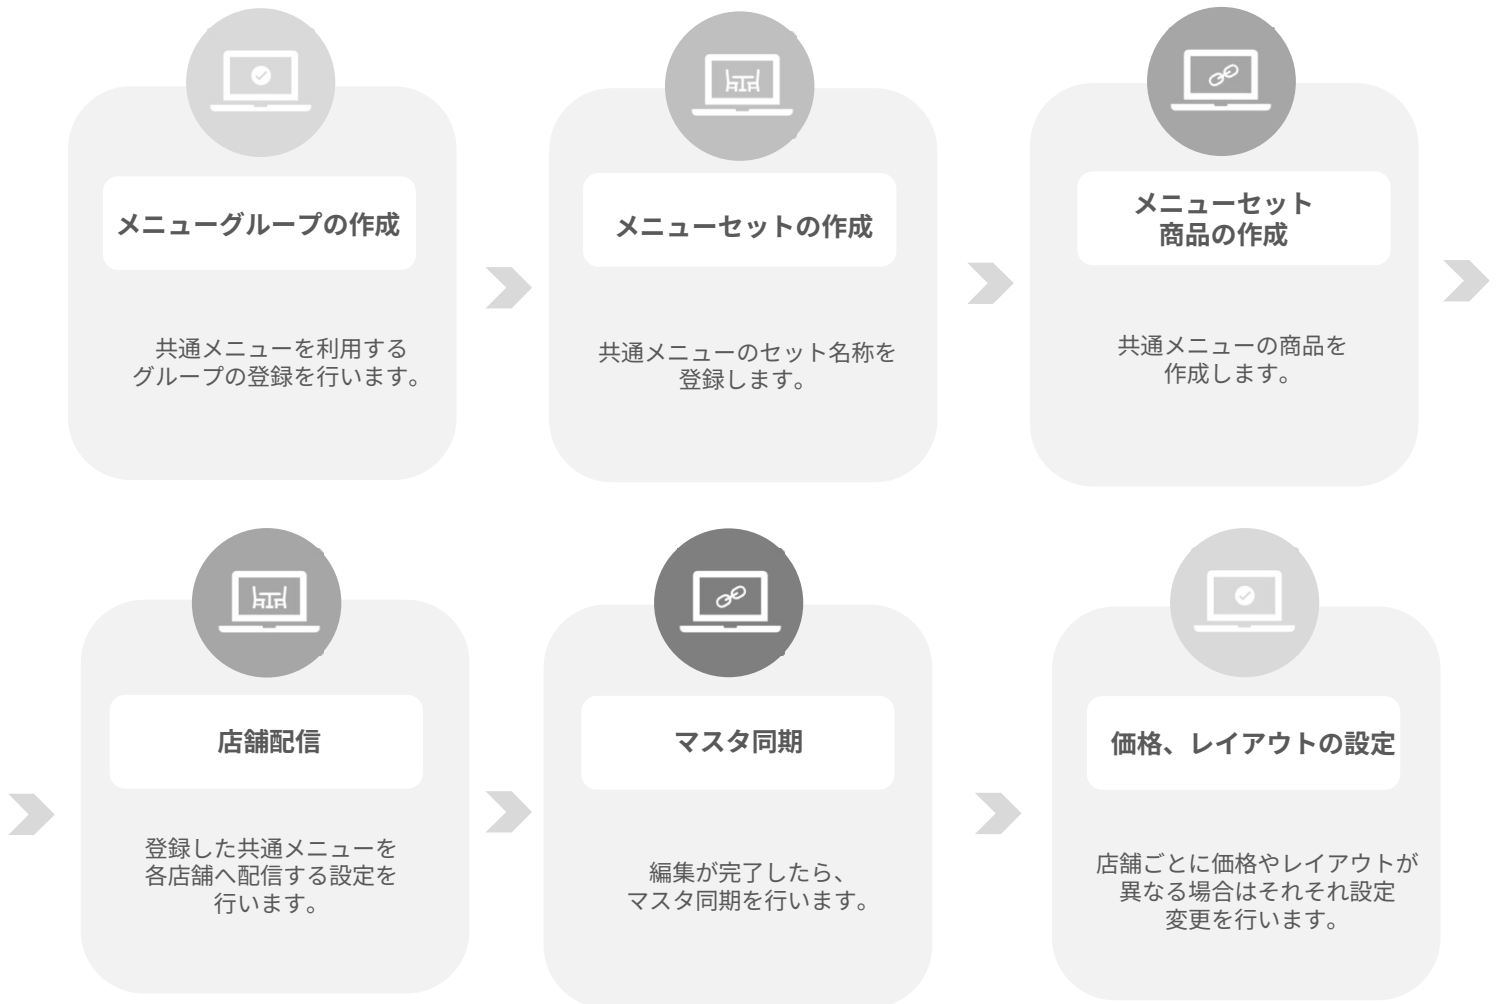 メニューグループの作成
共通メニューを利用する
グループの登録を行います。
メニューセットの作成
共通メニューのセット名称を
登録します。
メニューセット
商品の作成
共通メニューの商品を
作成します。
店舗配信
登録した共通メニューを
各店舗へ配信する設定を
行います。
マスタ同期
編集が完了したら、
マスタ同期を行います。
価格、レイアウトの設定
店舗ごとに価格やレイアウトが
異なる場合はそれそれ設定
変更を行います。